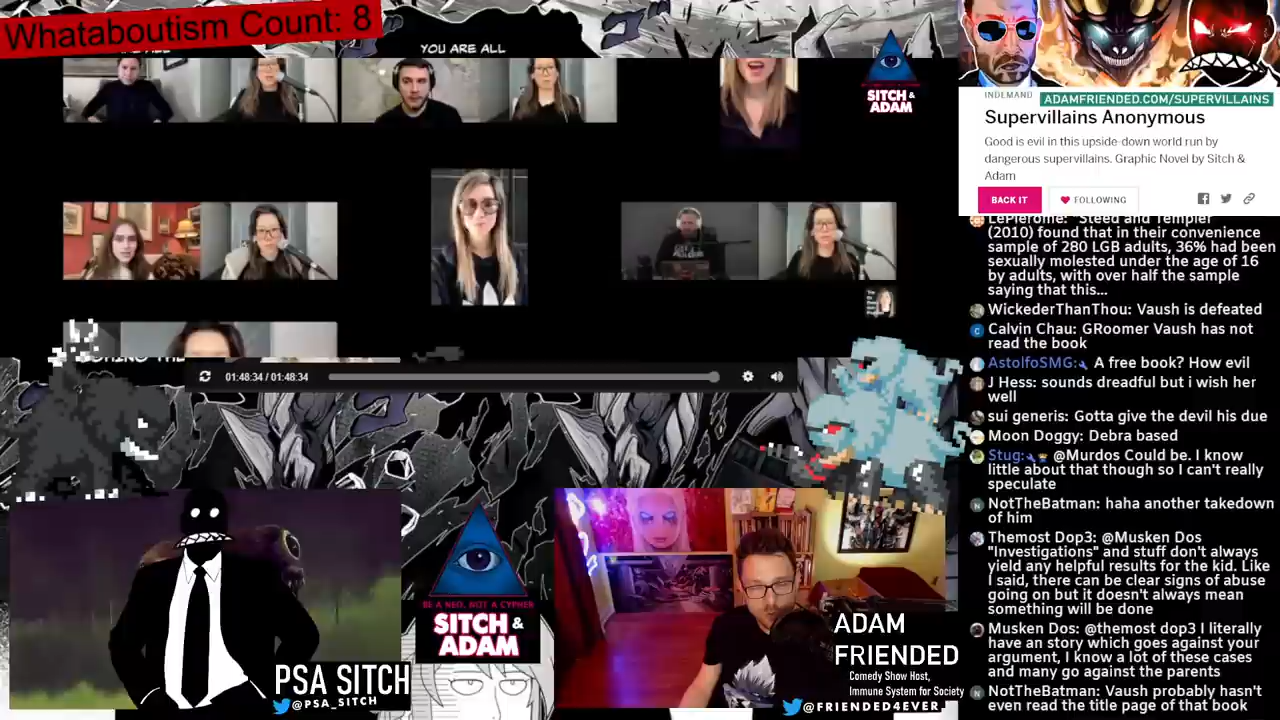 Whataboutism Count: 8
YOU ARE ALL
SITCH &
ADAM
01:48:34 / 01:48:34
INDEMAND
ADAMFRIENDED.COM/SUPERVILLAINS
Supervillains Anonymous
Good is evil in this upside-down world run by
dangerous supervillains. Graphic Novel by Sitch &
Adam
BACK IT
FOLLOWING
(2010) found that in their convenience
sample of 280 LGB adults, 36% had been
sexually molested under the age of 16
by adults, with over half the sample
saying that this...
WickederThanThou: Vaush is defeated
Calvin Chau: GRoomer Vaush has not
read the book
AstolfoSMG: A free book? How evil
J Hess: sounds dreadful but i wish her
well
sui generis: Gotta give the devil his due
Moon Doggy: Debra based
Stug: @Murdos Could be. I know
little about that though so I can't really
speculate
NotTheBatman: haha another takedown
of him
Themost Dop3: @Musken Dos
"Investigations" and stuff don't always
yield any helpful results for the kid. Like
I said, there can be clear signs of abuse
going on but it doesn't always mean
something will be done
Musken Dos: @themost dop3 I literally
have an story which goes against your
argument, I know a lot of these cases
and many go against the parents
NotTheBatman: Vaush probably hasn't
even read the title page of that book
BE A NEO, NOT A CYPHER
SITCH &
ADAM
PSA SITCH
@PSA_SITCH
ADAM
FRIENDED
Comedy Show Host,
Immune System for Society
@FRIENDED4EVER